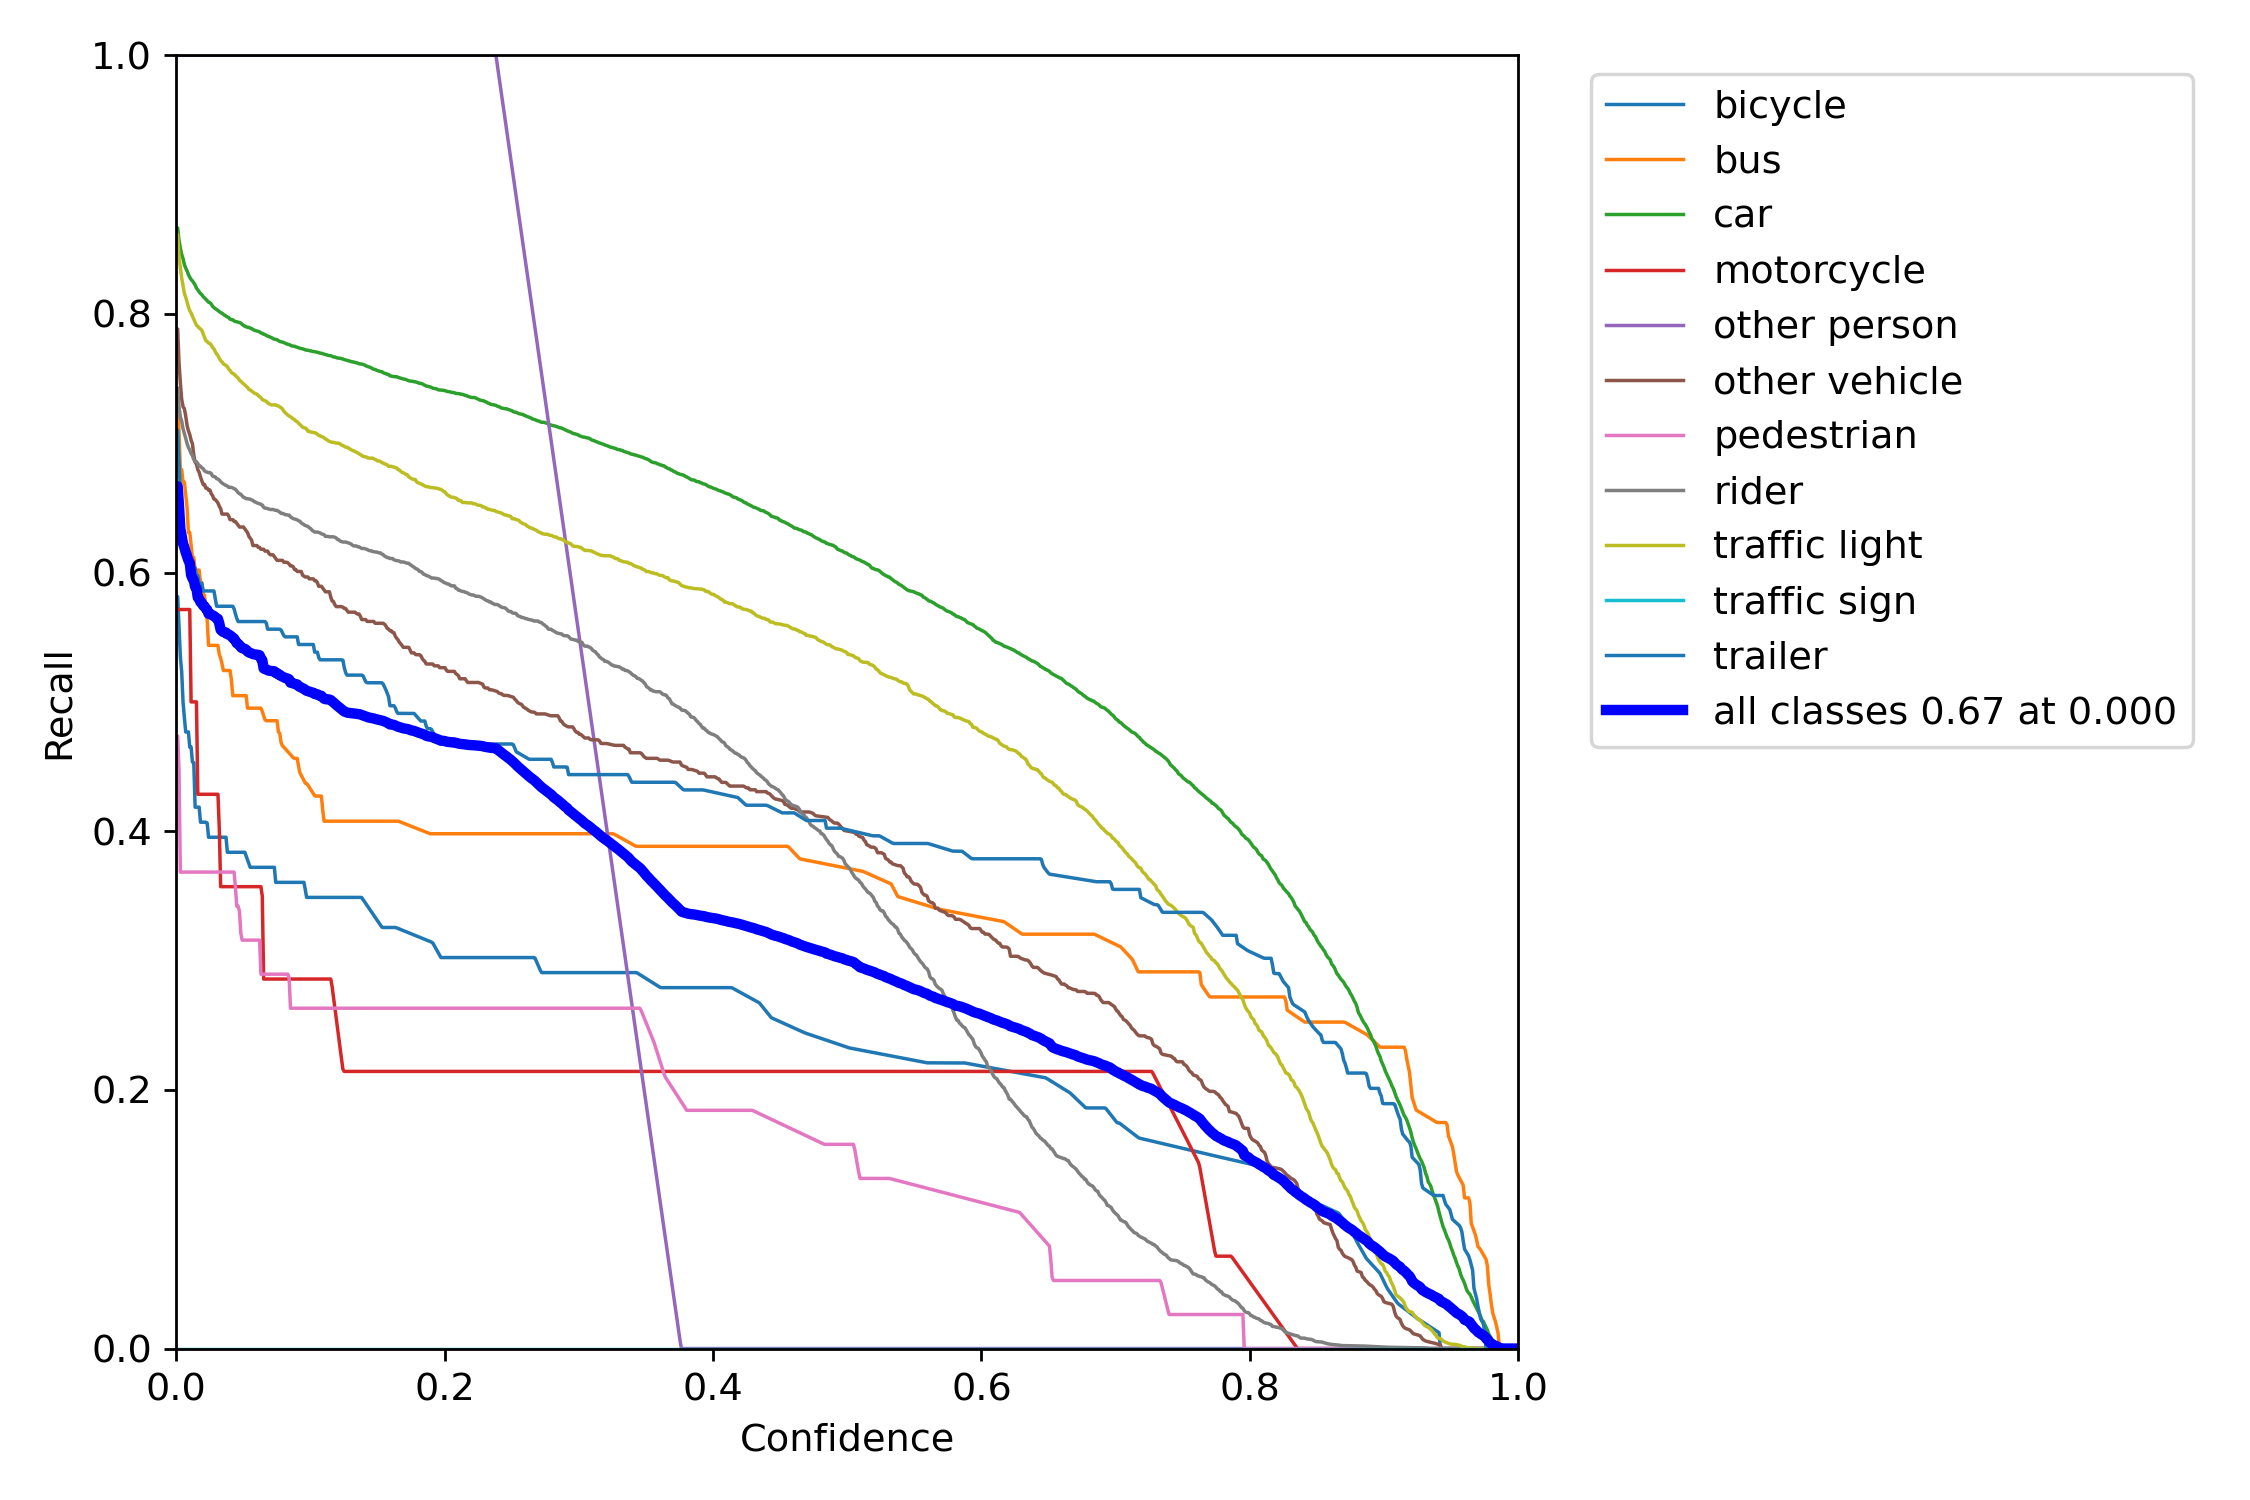 1.0
0.8
0.6
0.4
0.2
0.0
Recall
0.0 0.2 0.4 0.6 0.8 1.0
Confidence
bicycle
bus
car
motorcycle
other person
other vehicle
pedestrian
rider
traffic light
traffic sign
trailer
all classes 0.67 at 0.000